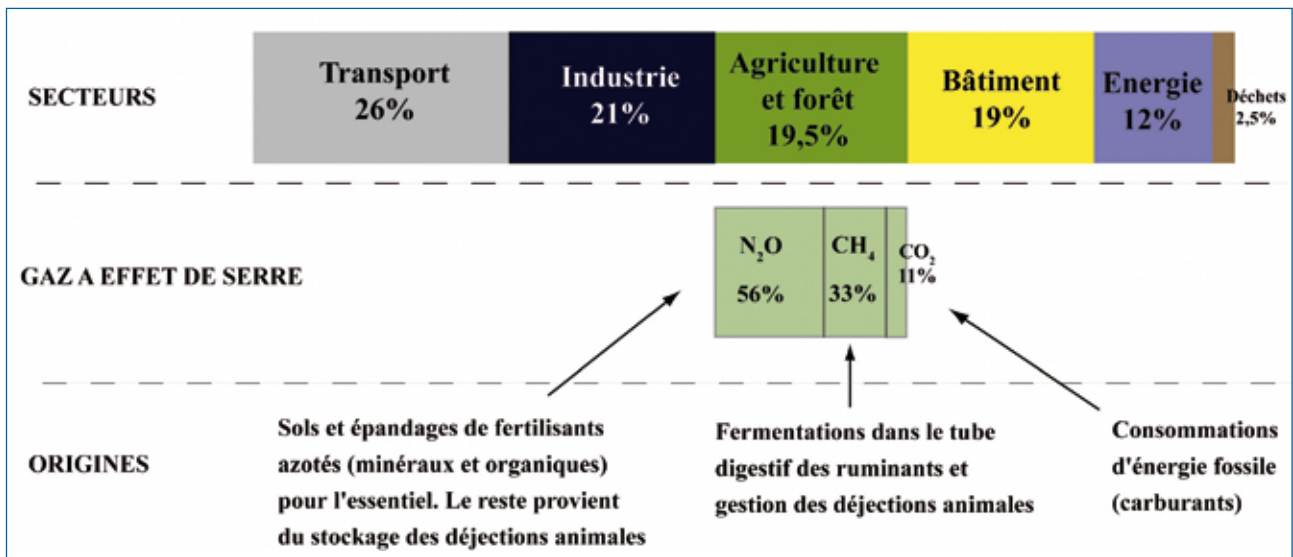 SECTEURS
Transport
26%
Industrie
21%
Agriculture
et forêt
19,5%
Bâtiment
19%
Energie
12%
Déchets
2,5%
GAZ A EFFET DE SERRE
N₂O
56%
CH₄
33%
CO₂
11%
ORIGINES
Sols et épandages de fertilisants
azotés (minéraux et organiques)
pour l'essentiel. Le reste provient
du stockage des déjections animales
Fermentations dans le tube
digestif des ruminants et
gestion des déjections animales
Consommations
d'énergie fossile
(carburants)